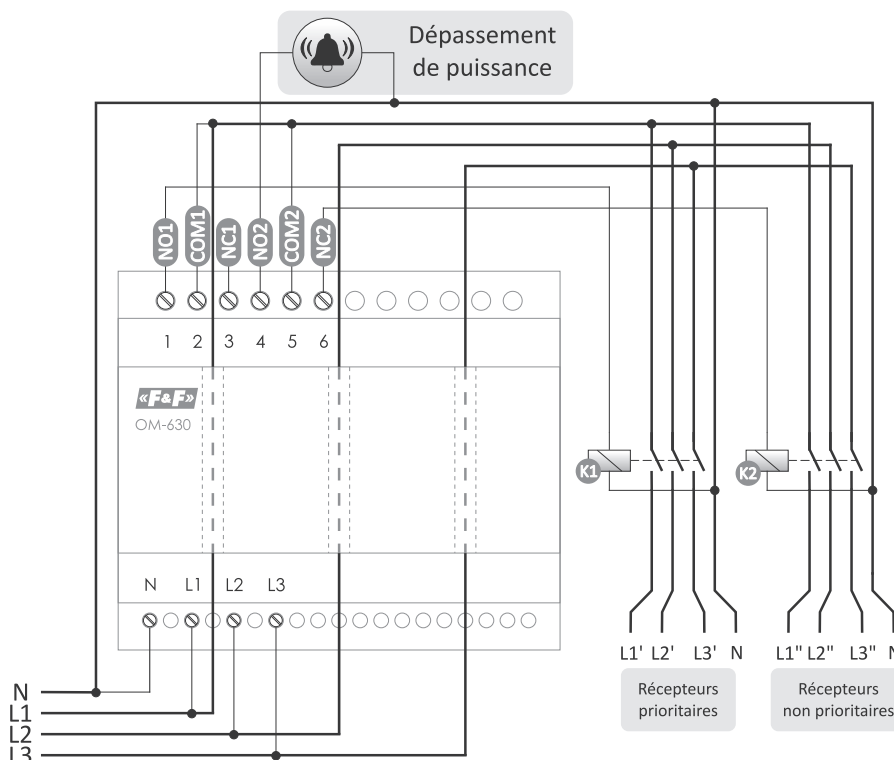 Dépassement
de puissance
NO1 COM1 NC1 NO2 COM2 NC2
1 2 3 4 5 6
«F&F»
OM-630
K1
K2
N L1 L2 L3
L1' L2' L3' N
L1" L2" L3" N
Récepteurs
prioritaires
Récepteurs
non prioritaires
N
L1
L2
L3